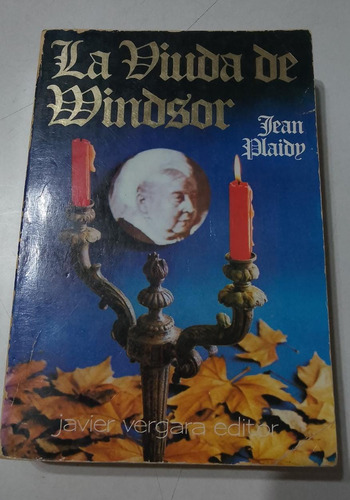 La Viuda de
Windsor
Jean
Plaidy
javier vergara editor